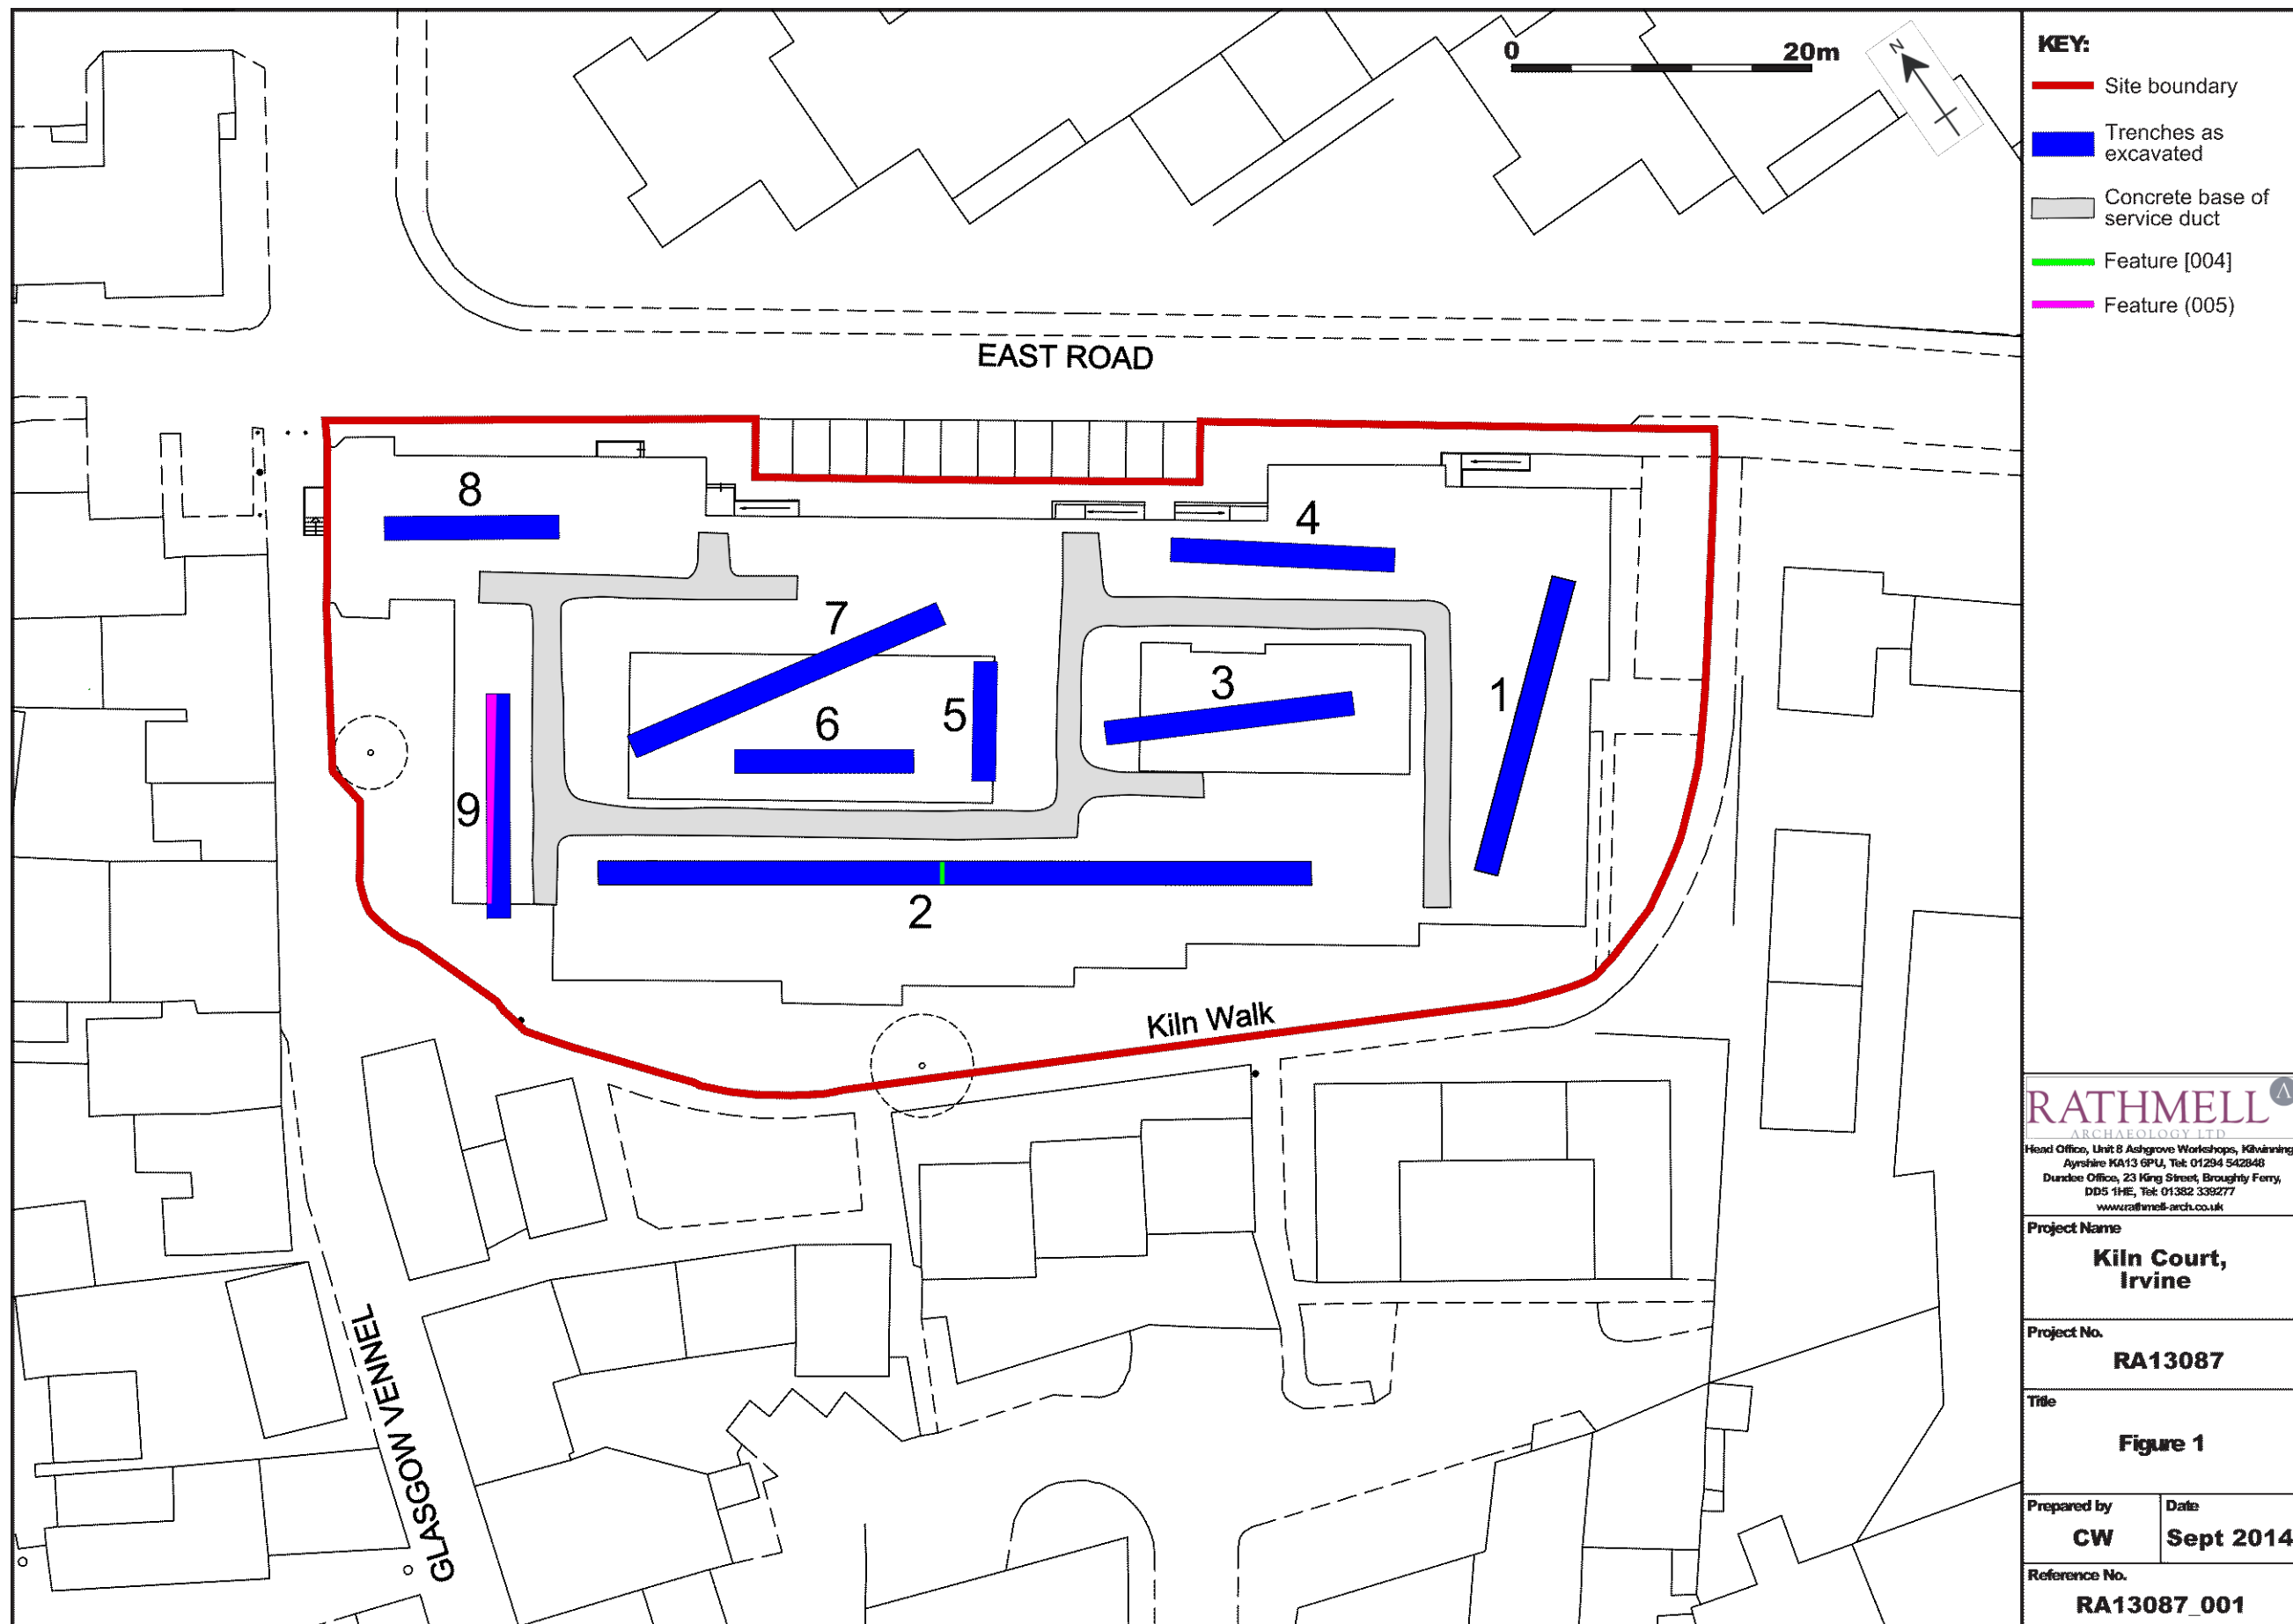 0 20m
N
EAST ROAD
8
4
7
3
1
5
6
9
2
Kiln Walk
GLASGOW VENNEL
KEY:
Site boundary
Trenches as
excavated
Concrete base of
service duct
Feature [004]
Feature (005)
RATHMELL
ARCHAEOLOGY LTD
Head Office, Unit 8 Ashgrove Workshops, Kilwinning
Ayrshire KA13 6PU, Tel: 01294 542848
Dundee Office, 23 King Street, Broughty Ferry,
DD5 1HE, Tel: 01382 339277
www.rathmell-arch.co.uk
Project Name
Kiln Court,
Irvine
Project No.
RA13087
Title
Figure 1
Prepared by
CW
Date
Sept 2014
Reference No.
RA13087_001